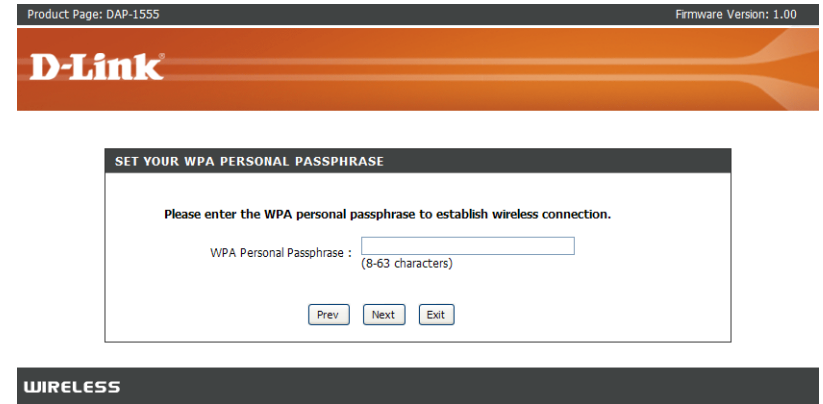 Product Page: DAP-1555 Firmware Version: 1.00
D-Link®
SET YOUR WPA PERSONAL PASSPHRASE
Please enter the WPA personal passphrase to establish wireless connection.
WPA Personal Passphrase :
(8-63 characters)
Prev Next Exit
WIRELESS